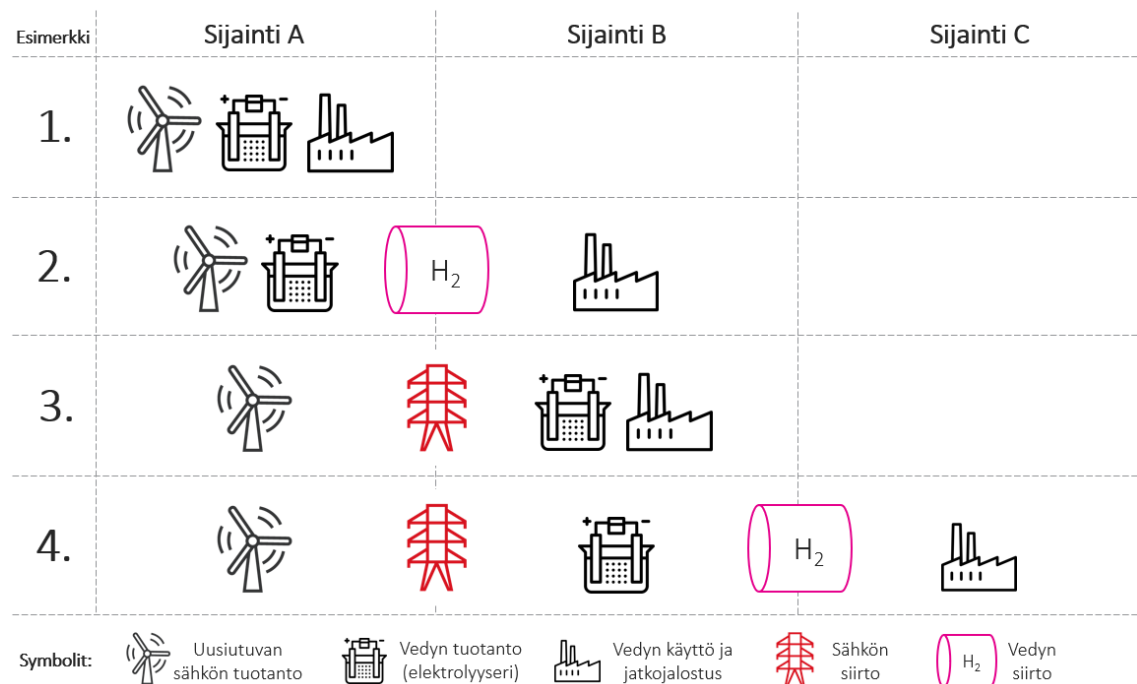 Esimerkki Sijainti A Sijainti B Sijainti C
1.
+ −
2.
+ −
H₂
3.
+ −
4.
+ −
H₂
Symbolit:
+ −
Uusiutuvan
sähkön tuotanto
Vedyn tuotanto
(elektrolyyseri)
Vedyn käyttö ja
jatkojalostus
Sähkön
siirto
H₂
Vedyn
siirto